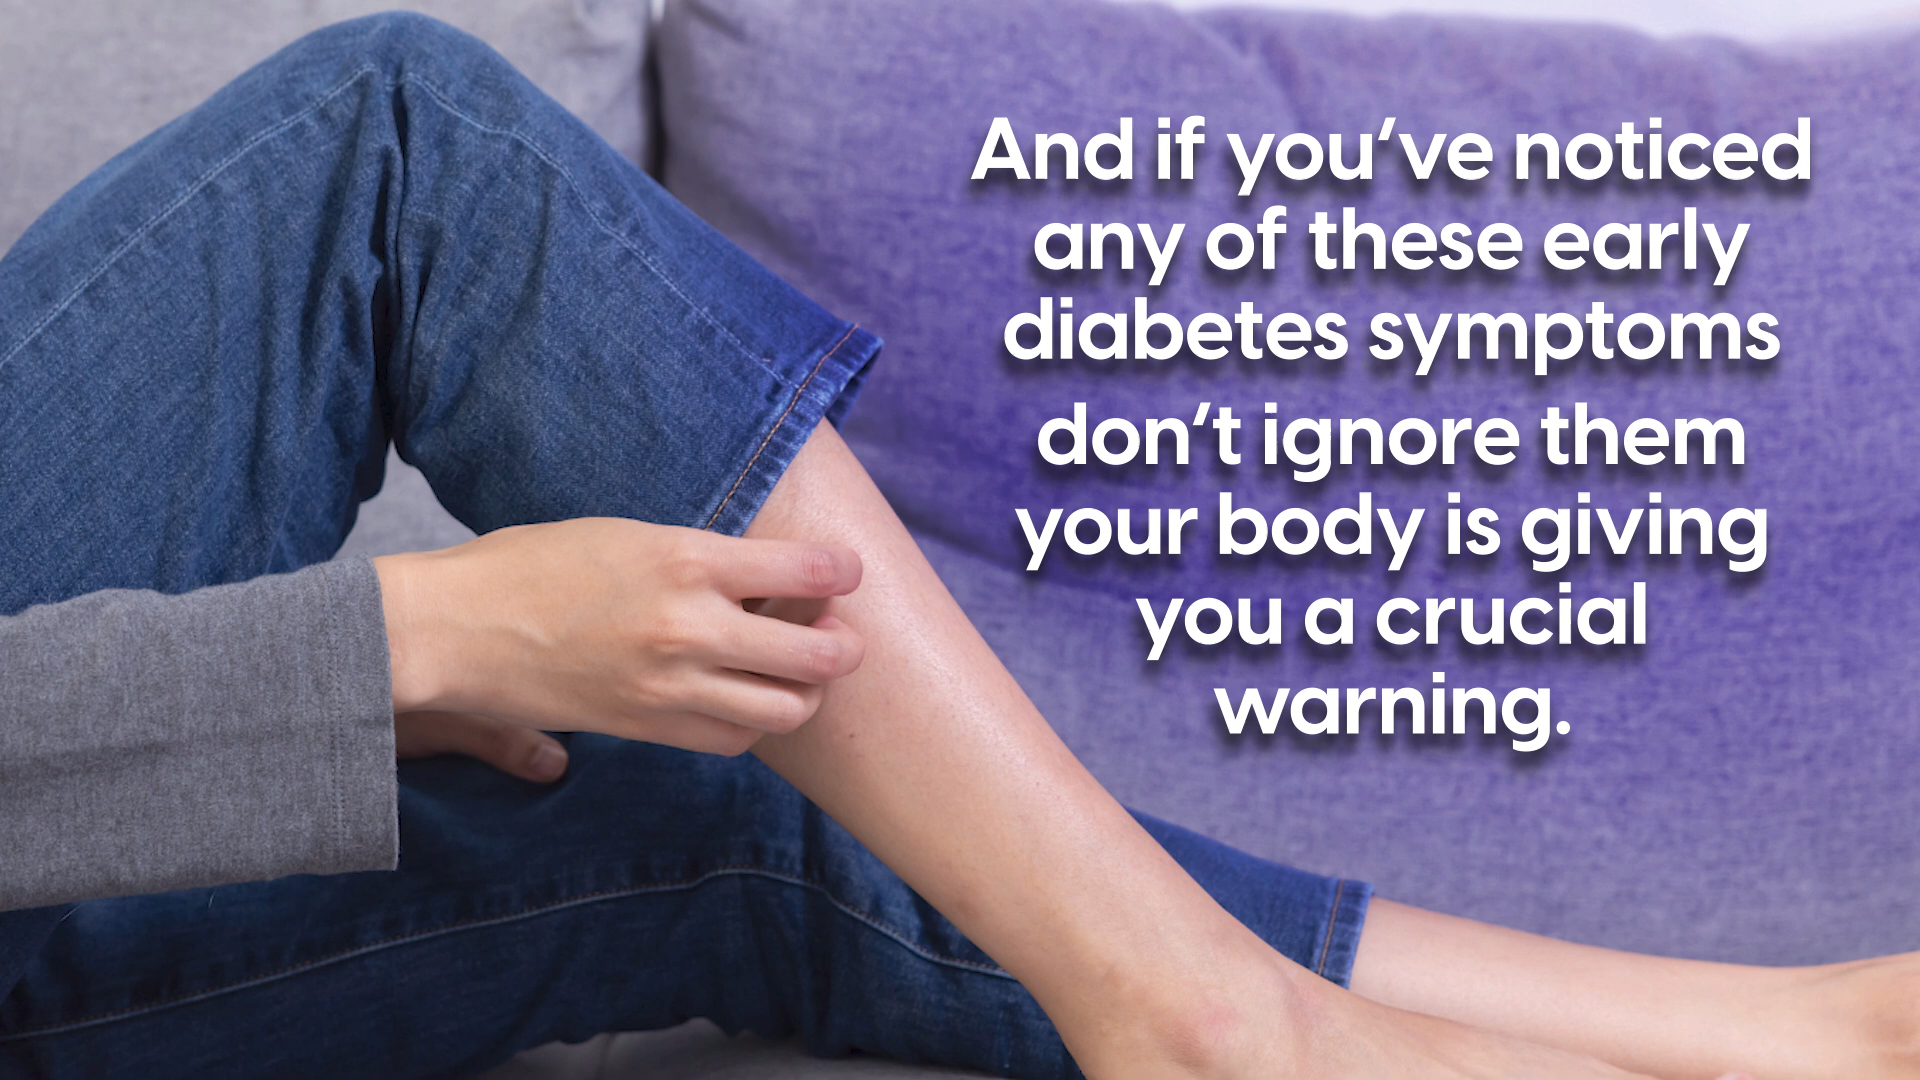 And if you‘ve noticed
any of these early
diabetes symptoms
don‘t ignore them
your body is giving
you a crucial
warning.